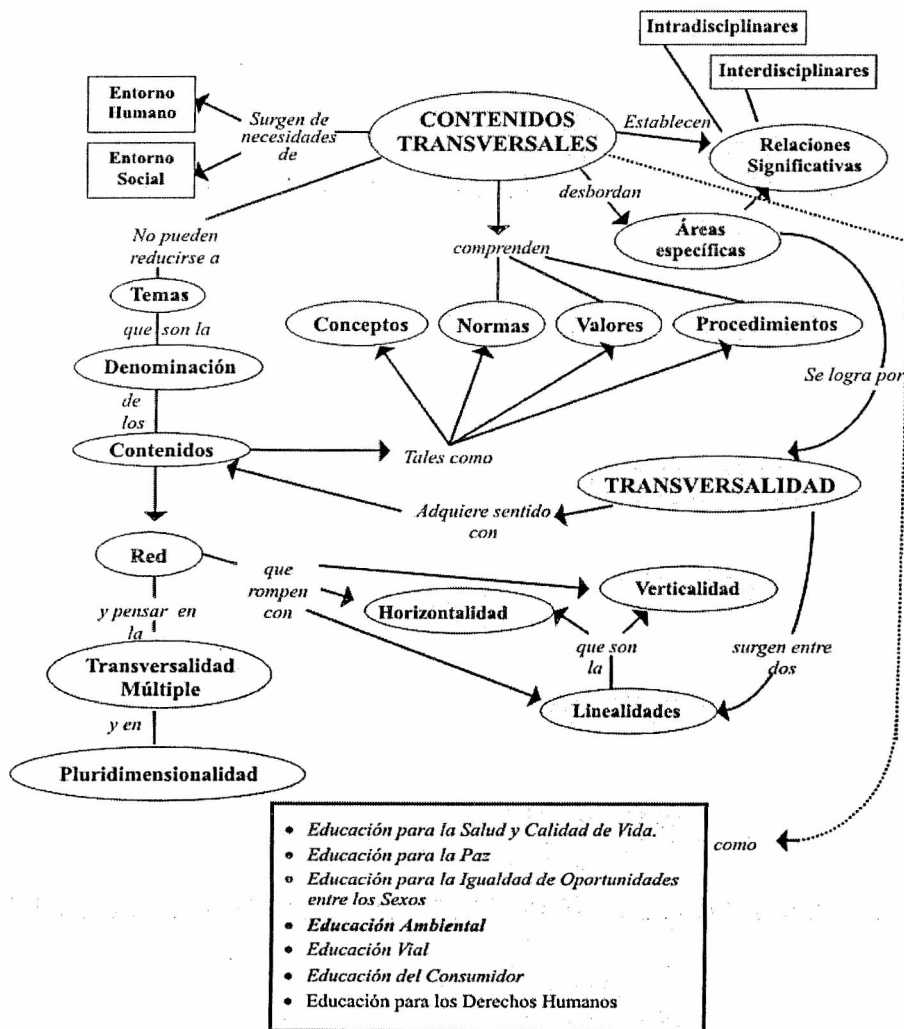 Intradisciplinares
Interdisciplinares
Entorno
Humano
Surgen de
necesidades
de
CONTENIDOS
TRANSVERSALES
Establecen
Relaciones
Significativas
Entorno
Social
desbordan
Áreas
específicas
No pueden
reducirse a
comprenden
Temas
que son la
Conceptos
Normas
Valores
Procedimientos
Denominación
Se logra por
de
los
Contenidos
Tales como
TRANSVERSALIDAD
Adquiere sentido
con
Red
que
rompen
con
Verticalidad
Horizontalidad
y pensar en
la
que son
la
surgen entre
dos
Transversalidad
Múltiple
Linealidades
y en
Pluridimensionalidad
• Educación para la Salud y Calidad de Vida.
• Educación para la Paz
• Educación para la Igualdad de Oportunidades
entre los Sexos
• Educación Ambiental
• Educación Vial
• Educación del Consumidor
• Educación para los Derechos Humanos
como